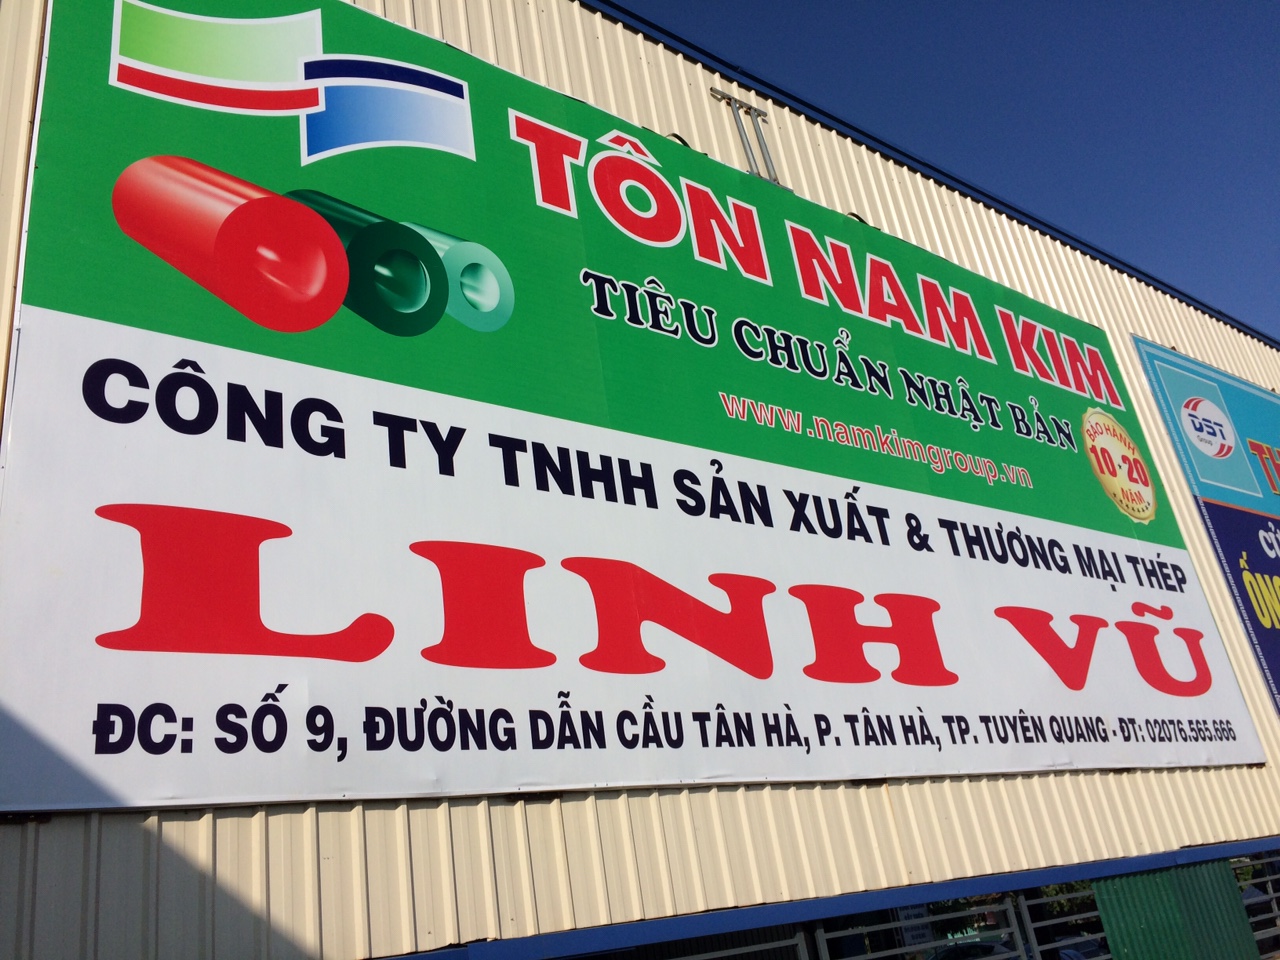 TÔN NAM KIM
TIÊU CHUẨN NHẬT BẢN
www.namkimgroup.vn
BẢO HÀNH
10-20
NĂM
CÔNG TY TNHH SẢN XUẤT & THƯƠNG MẠI THÉP
LINH VŨ
ĐC: SỐ 9, ĐƯỜNG DẪN CẦU TÂN HÀ, P. TÂN HÀ, TP. TUYÊN QUANG - ĐT: 02076.565.666
DST
Group